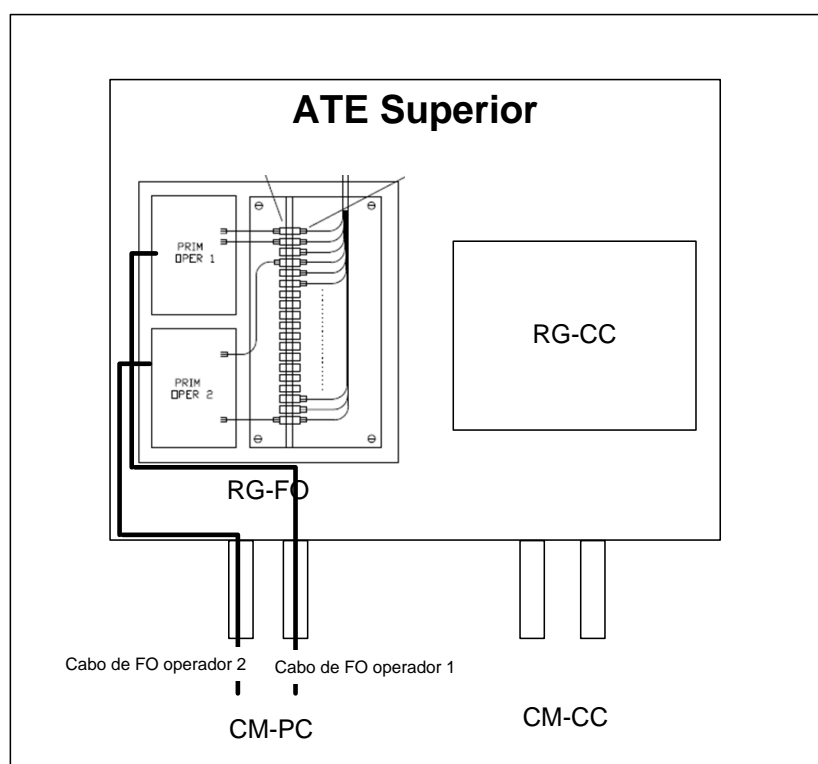 ATE Superior
PRIM
OPER 1
PRIM
OPER 2
RG-CC
RG-FO
Cabo de FO operador 2
Cabo de FO operador 1
CM-PC
CM-CC